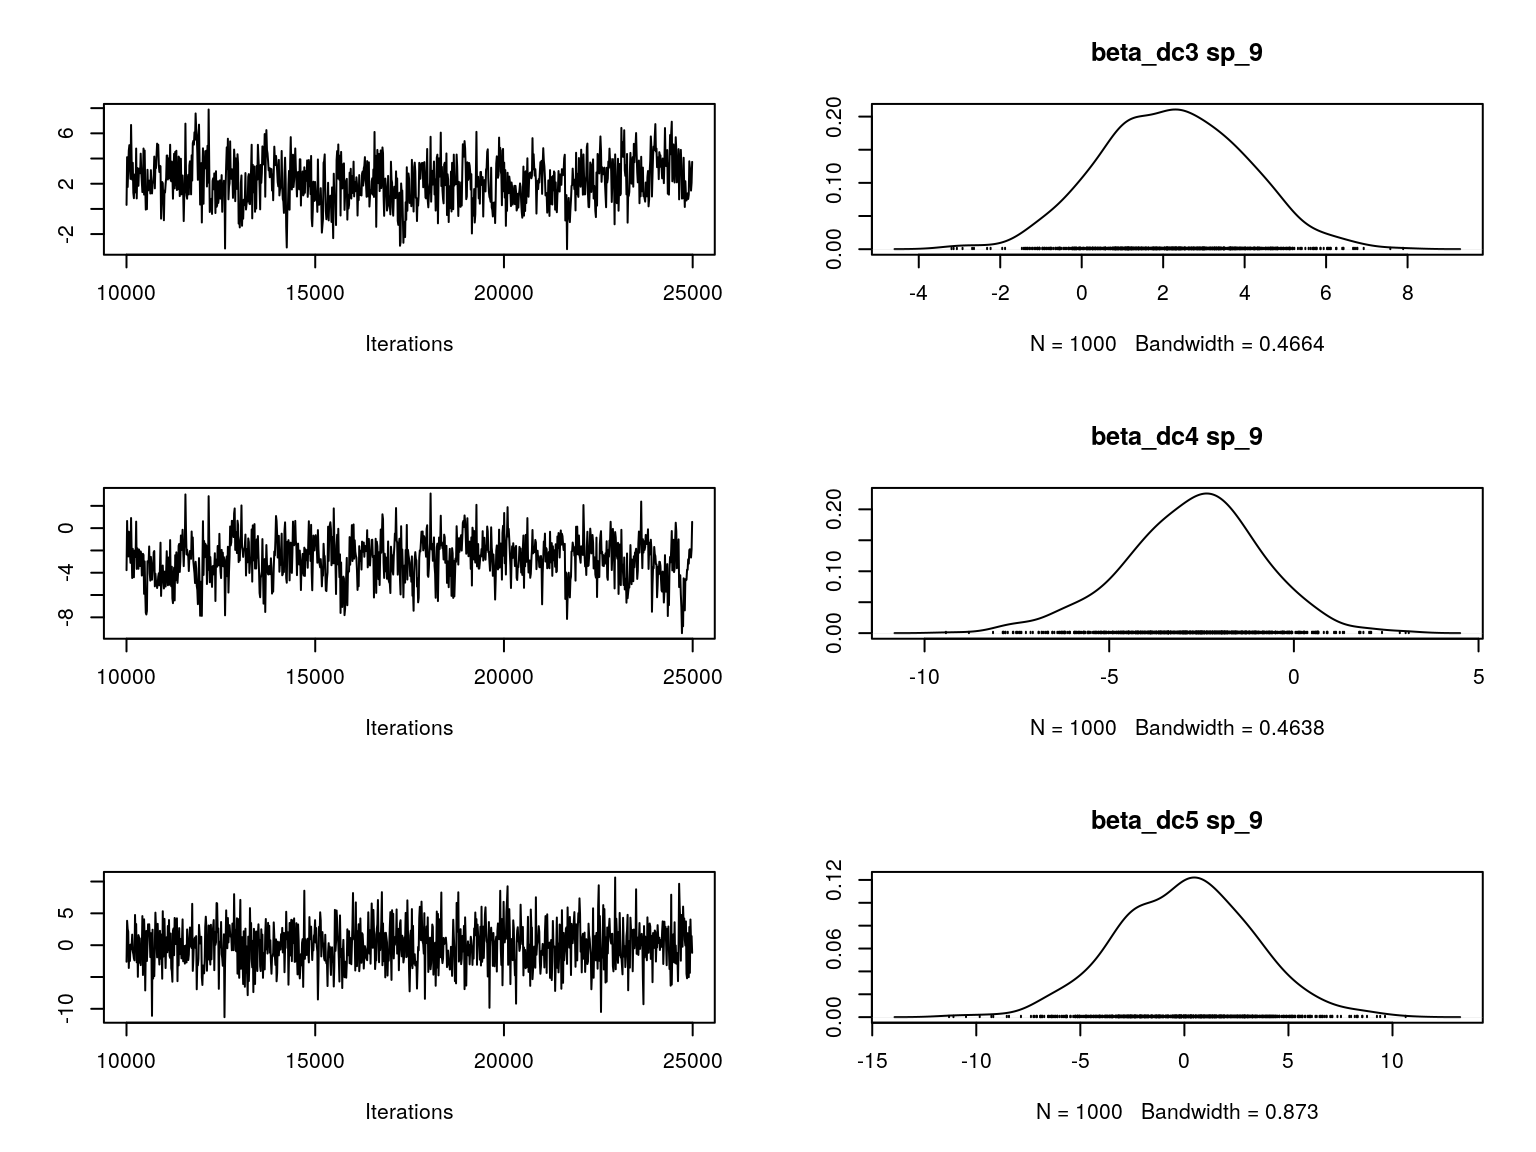 beta_dc3 sp_9
6
2
-2
10000 15000 20000 25000
Iterations
0.20
0.10
0.00
-4 -2 0 2 4 6 8
N = 1000 Bandwidth = 0.4664
beta_dc4 sp_9
0
-4
-8
10000 15000 20000 25000
Iterations
0.20
0.10
0.00
-10 -5 0 5
N = 1000 Bandwidth = 0.4638
beta_dc5 sp_9
5
0
-10
10000 15000 20000 25000
Iterations
0.12
0.06
0.00
-15 -10 -5 0 5 10
N = 1000 Bandwidth = 0.873